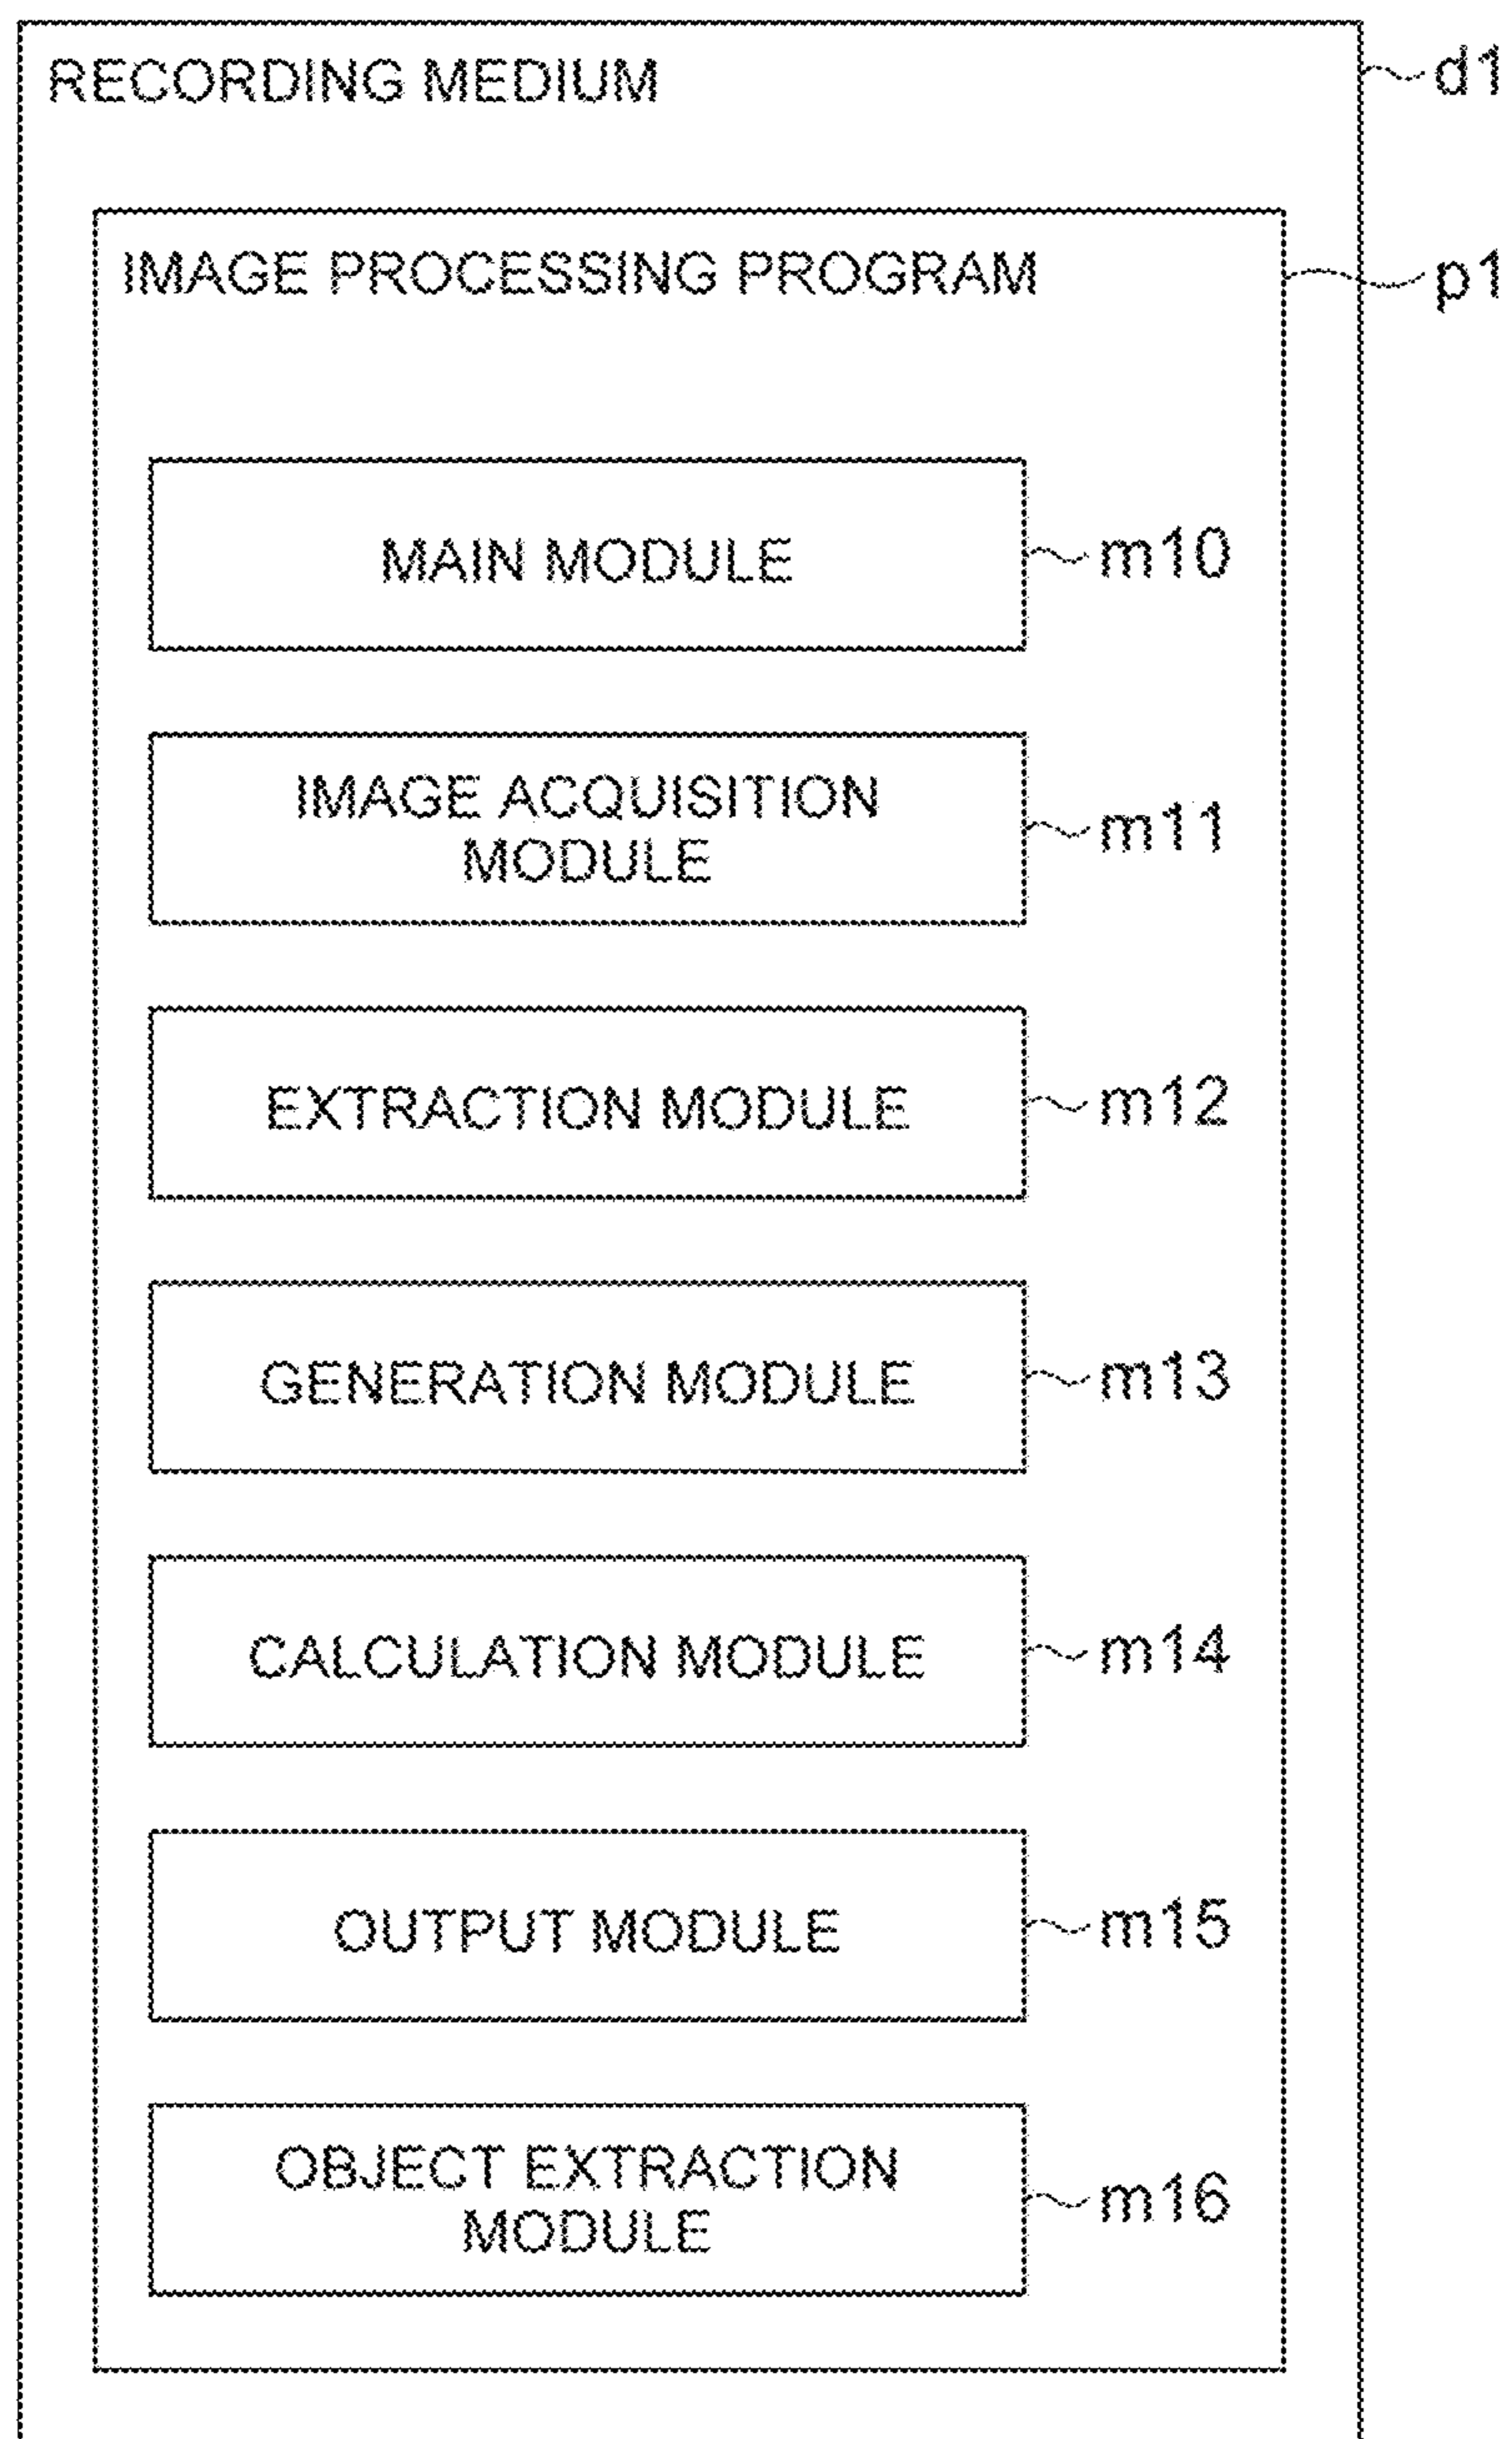 RECORDING MEDIUM
d1
IMAGE PROCESSING PROGRAM
p1
MAIN MODULE
m10
IMAGE ACQUISITION
MODULE
m11
EXTRACTION MODULE
m12
GENERATION MODULE
m13
CALCULATION MODULE
m14
OUTPUT MODULE
m15
OBJECT EXTRACTION
MODULE
m16